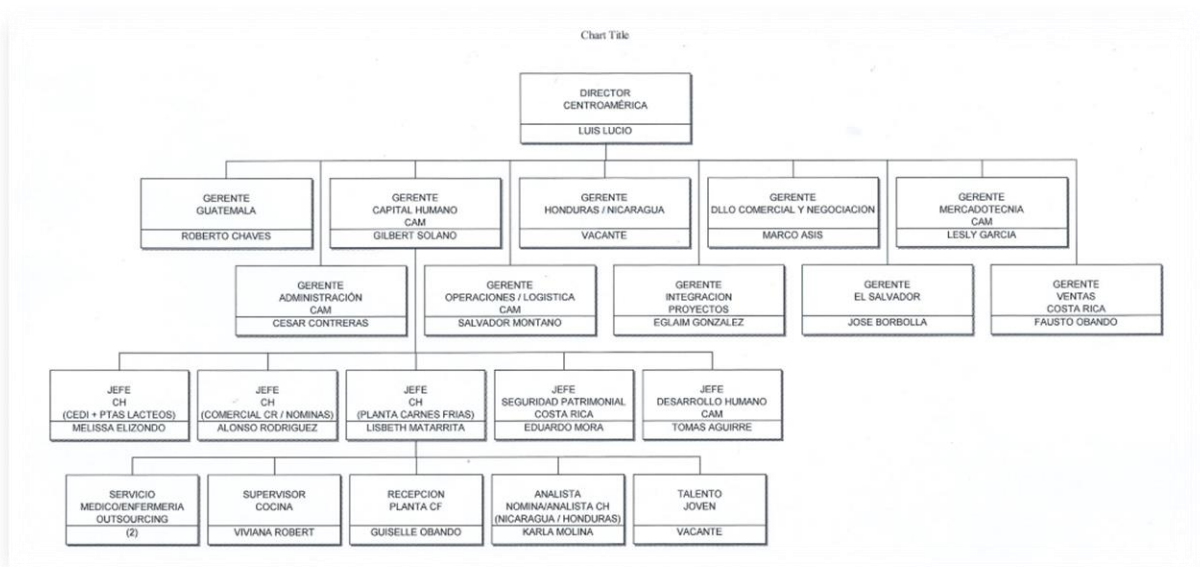 Chart Title
DIRECTOR
CENTROAMÉRICA
LUIS LUCIO
GERENTE
GUATEMALA
ROBERTO CHAVES
GERENTE
CAPITAL HUMANO
CAM
GILBERT SOLANO
GERENTE
HONDURAS / NICARAGUA
VACANTE
GERENTE
DLLO COMERCIAL Y NEGOCIACION
MARCO ASIS
GERENTE
MERCADOTECNIA
CAM
LESLY GARCIA
GERENTE
ADMINISTRACIÓN
CAM
CESAR CONTRERAS
GERENTE
OPERACIONES / LOGISTICA
CAM
SALVADOR MONTANO
GERENTE
INTEGRACION
PROYECTOS
EGLAIM GONZALEZ
GERENTE
EL SALVADOR
JOSE BORBOLLA
GERENTE
VENTAS
COSTA RICA
FAUSTO OBANDO
JEFE
CH
(CEDI + PTAS LACTEOS)
MELISSA ELIZONDO
JEFE
CH
(COMERCIAL CR / NOMINAS)
ALONSO RODRIGUEZ
JEFE
CH
(PLANTA CARNES FRIAS)
LISBETH MATARRITA
JEFE
SEGURIDAD PATRIMONIAL
COSTA RICA
EDUARDO MORA
JEFE
DESARROLLO HUMANO
CAM
TOMAS AGUIRRE
SERVICIO
MEDICO/ENFERMERIA
OUTSOURCING
(2)
SUPERVISOR
COCINA
VIVIANA ROBERT
RECEPCION
PLANTA CF
GUISELLE OBANDO
ANALISTA
NOMINA/ANALISTA CH
(NICARAGUA / HONDURAS)
KARLA MOLINA
TALENTO
JOVEN
VACANTE